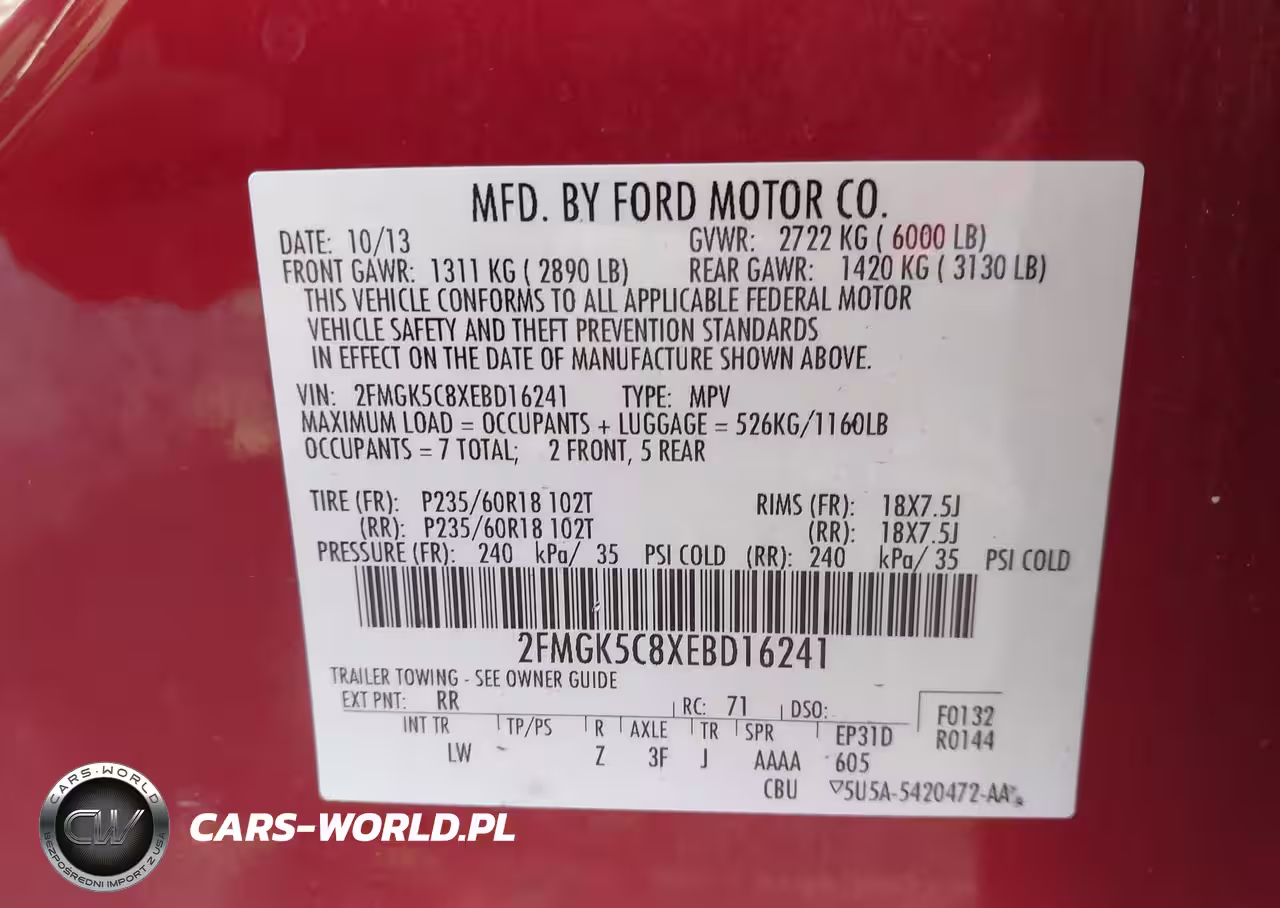 MFD. BY FORD MOTOR CO.
DATE: 10/13 GVWR: 2722 KG ( 6000 LB)
FRONT GAWR: 1311 KG ( 2890 LB) REAR GAWR: 1420 KG ( 3130 LB)
THIS VEHICLE CONFORMS TO ALL APPLICABLE FEDERAL MOTOR
VEHICLE SAFETY AND THEFT PREVENTION STANDARDS
IN EFFECT ON THE DATE OF MANUFACTURE SHOWN ABOVE.
VIN: 2FMGK5C8XEBD16241 TYPE: MPV
MAXIMUM LOAD = OCCUPANTS + LUGGAGE = 526KG/1160LB
OCCUPANTS = 7 TOTAL; 2 FRONT, 5 REAR
TIRE (FR): P235/60R18 102T RIMS (FR): 18X7.5J
(RR): P235/60R18 102T (RR): 18X7.5J
PRESSURE (FR): 240 kPa/ 35 PSI COLD (RR): 240 kPa/ 35 PSI COLD
2FMGK5C8XEBD16241
TRAILER TOWING - SEE OWNER GUIDE
EXT PNT: RR RC: 71 DSO: F0132
INT TR TP/PS R AXLE TR SPR EP31D R0144
LW - Z 3F J AAAA 605
CBU ▽5U5A-5420472-AA
CARS-WORLD
CW
BEZPOŚREDNI IMPORT Z USA
CARS-WORLD.PL